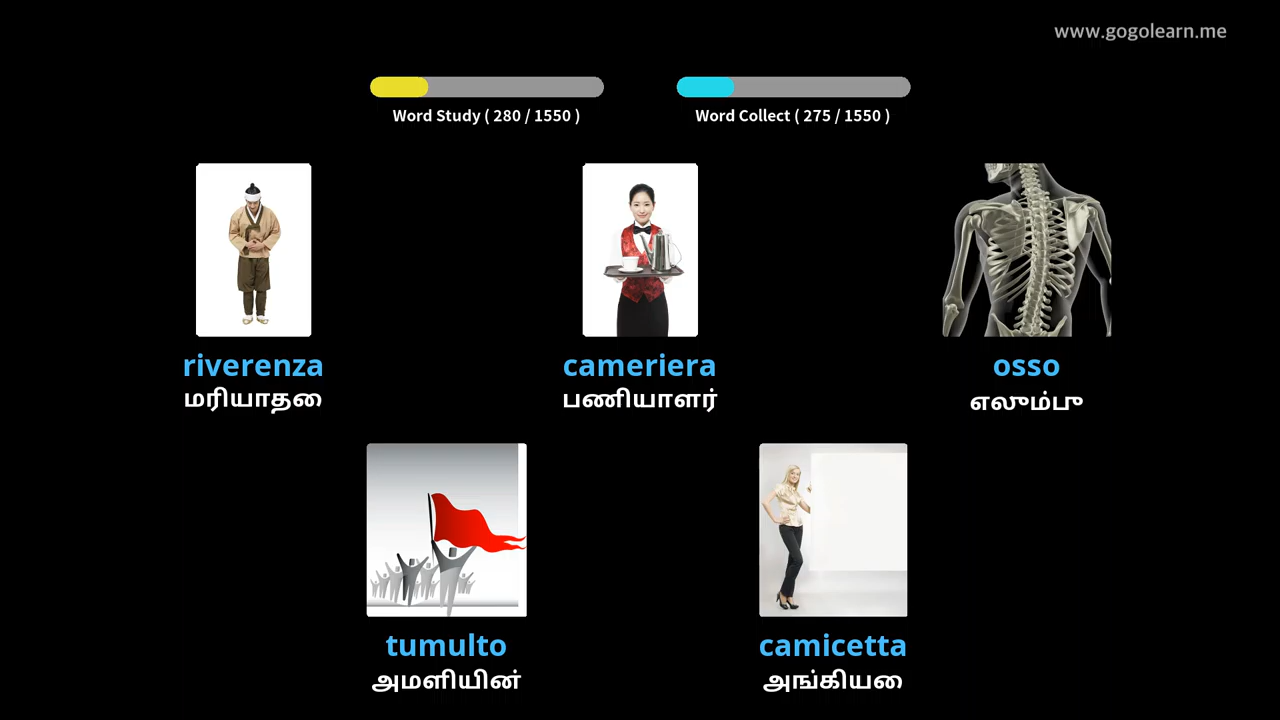 www.gogolearn.me
Word Study ( 280 / 1550 )
Word Collect ( 275 / 1550 )
riverenza
மரியாதை
cameriera
பணியாளர்
osso
எலும்பு
tumulto
அமளியின்
camicetta
அங்கியை